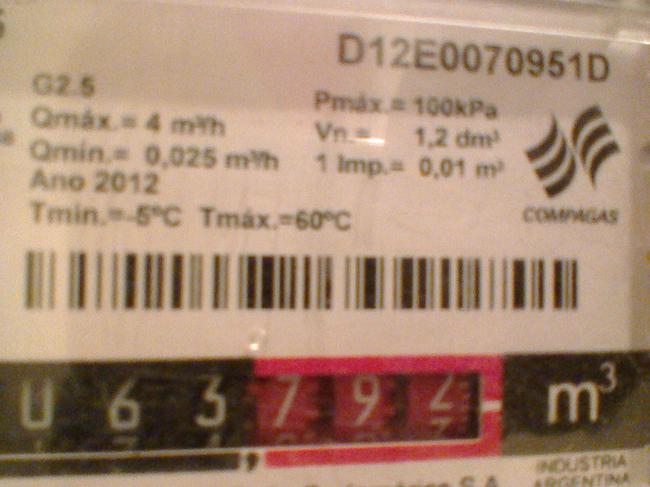 D12E0070951D
G2.5
Qmáx.= 4 m³/h
Qmin.= 0,025 m³/h
Ano 2012
Tmin.=-5ºC Tmáx.=60ºC
Pmáx.= 100kPa
Vn.= 1,2 dm³
1 Imp.= 0,01 m³
COMPAGAS
0 6 3 7 9 2 m³
INDUSTRIA
ARGENTINA
S.A.